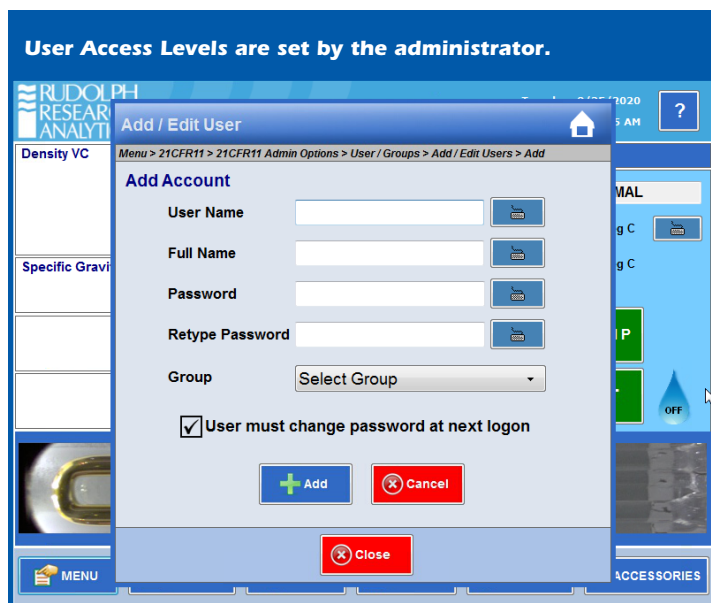 User Access Levels are set by the administrator.
RUDOLPH
RESEAR
ANALYTI
2020
AM
?
Add / Edit User
Menu > 21CFR11 > 21CFR11 Admin Options > User / Groups > Add / Edit Users > Add
Density VC
Add Account
MAL
User Name
g C
Full Name
Specific Gravi
g C
Password
Retype Password
P
Group
Select Group
OFF
User must change password at next logon
Add
Cancel
Close
MENU
ACCESSORIES